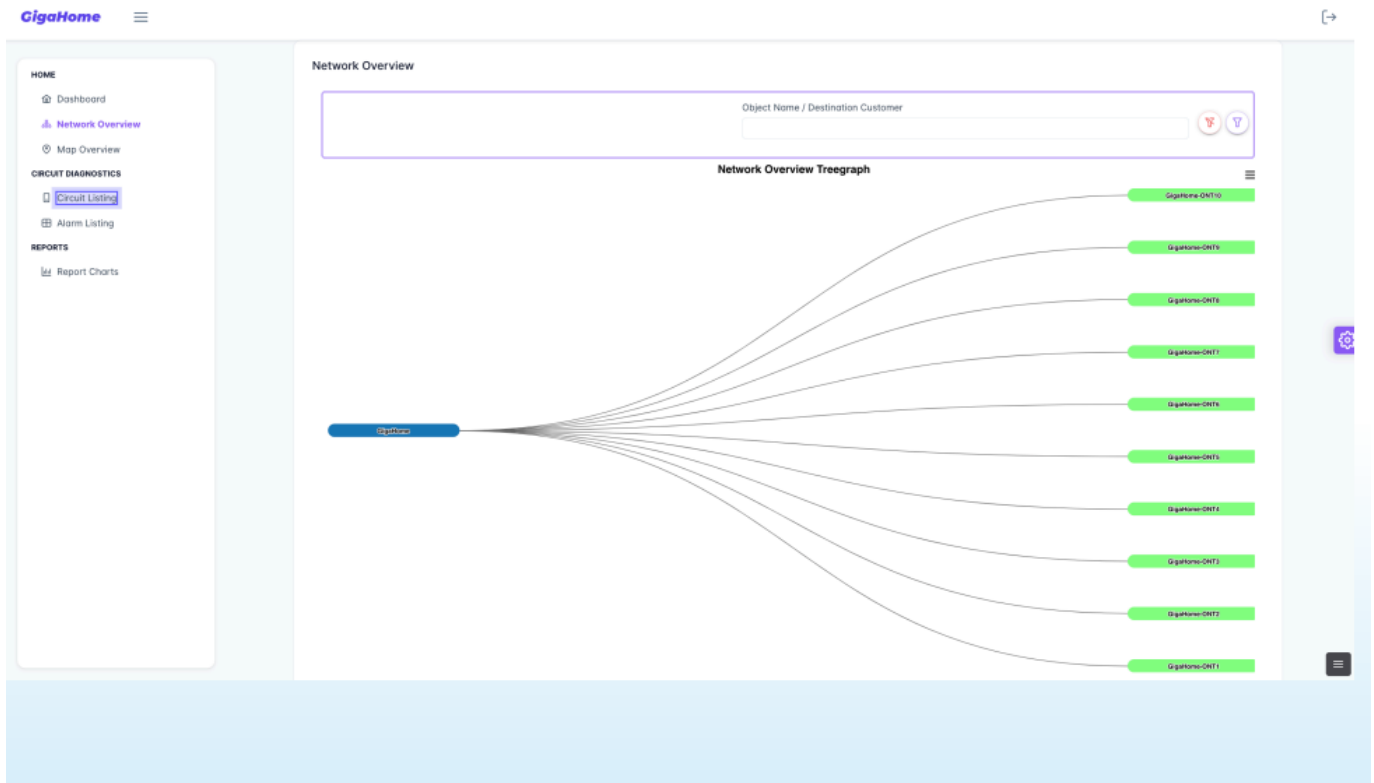 GigaHome
Network Overview
HOME
Dashboard
Network Overview
Map Overview
CIRCUIT DIAGNOSTICS
Circuit Listing
Alarm Listing
REPORTS
Report Charts
Object Name / Destination Customer
Network Overview Treegraph
GigaHome-ONT10
GigaHome-ONT9
GigaHome-ONT8
GigaHome-ONT7
GigaHome-ONT6
GigaHome
GigaHome-ONT5
GigaHome-ONT4
GigaHome-ONT3
GigaHome-ONT2
GigaHome-ONT1